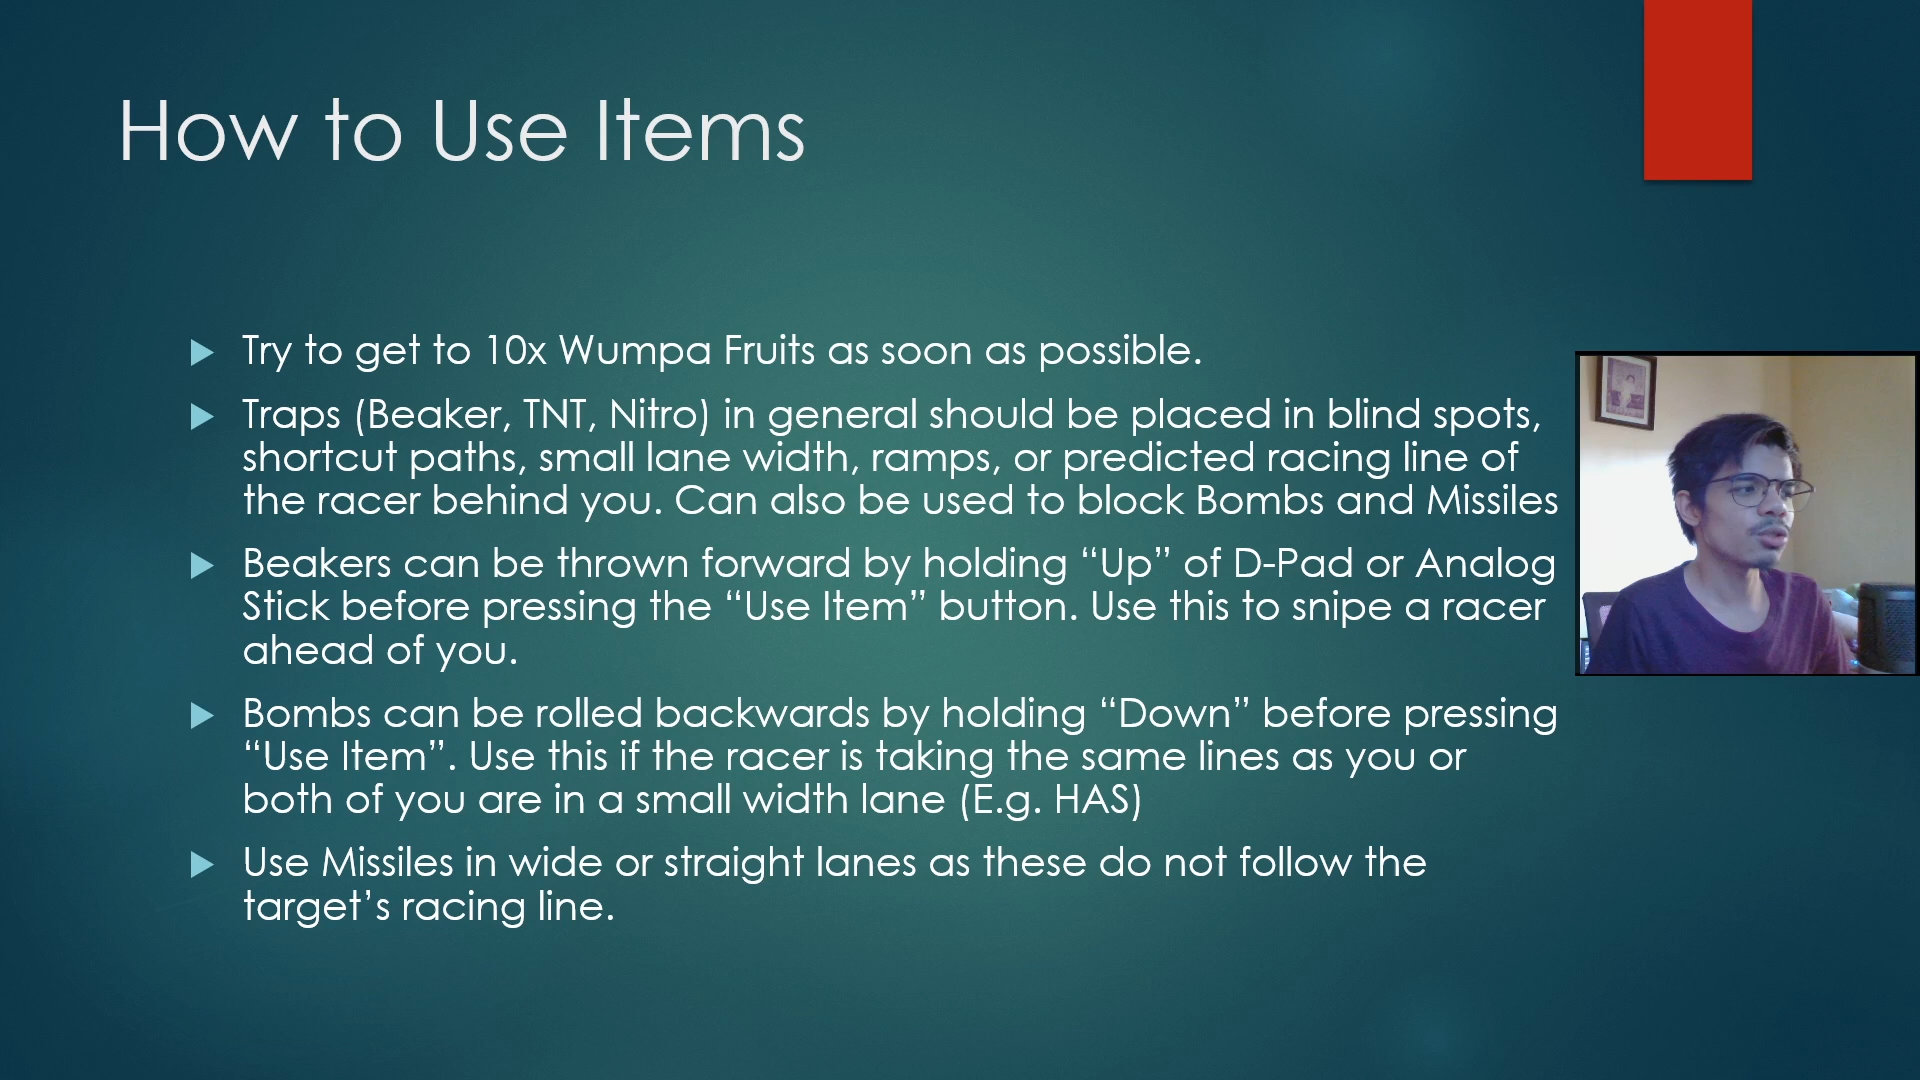 How to Use Items
Try to get to 10x Wumpa Fruits as soon as possible.
Traps (Beaker, TNT, Nitro) in general should be placed in blind spots,
shortcut paths, small lane width, ramps, or predicted racing line of
the racer behind you. Can also be used to block Bombs and Missiles
Beakers can be thrown forward by holding “Up” of D-Pad or Analog
Stick before pressing the “Use Item” button. Use this to snipe a racer
ahead of you.
Bombs can be rolled backwards by holding “Down” before pressing
“Use Item”. Use this if the racer is taking the same lines as you or
both of you are in a small width lane (E.g. HAS)
Use Missiles in wide or straight lanes as these do not follow the
target’s racing line.